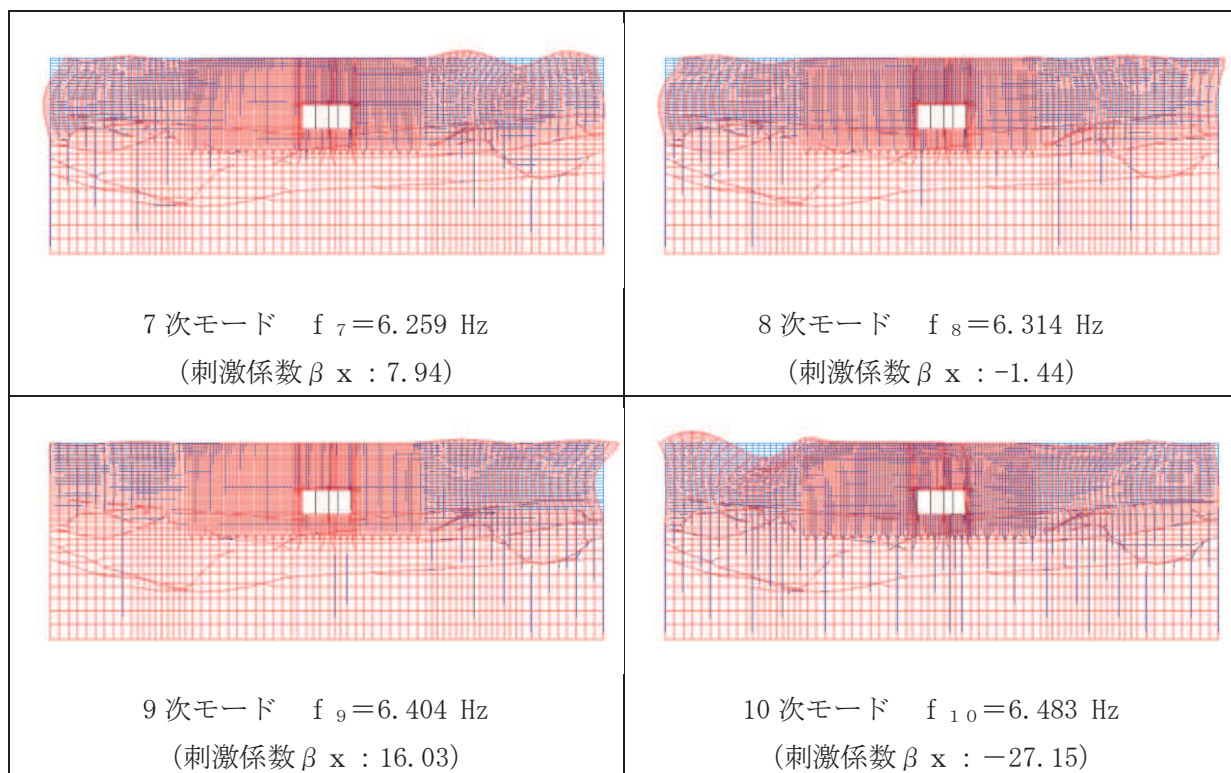 7 次モード f ₇=6.259 Hz
(刺激係数β x :7.94)
8 次モード f ₈=6.314 Hz
(刺激係数β x :-1.44)
9 次モード f ₉=6.404 Hz
(刺激係数β x :16.03)
10 次モード f ₁₀=6.483 Hz
(刺激係数β x :-27.15)